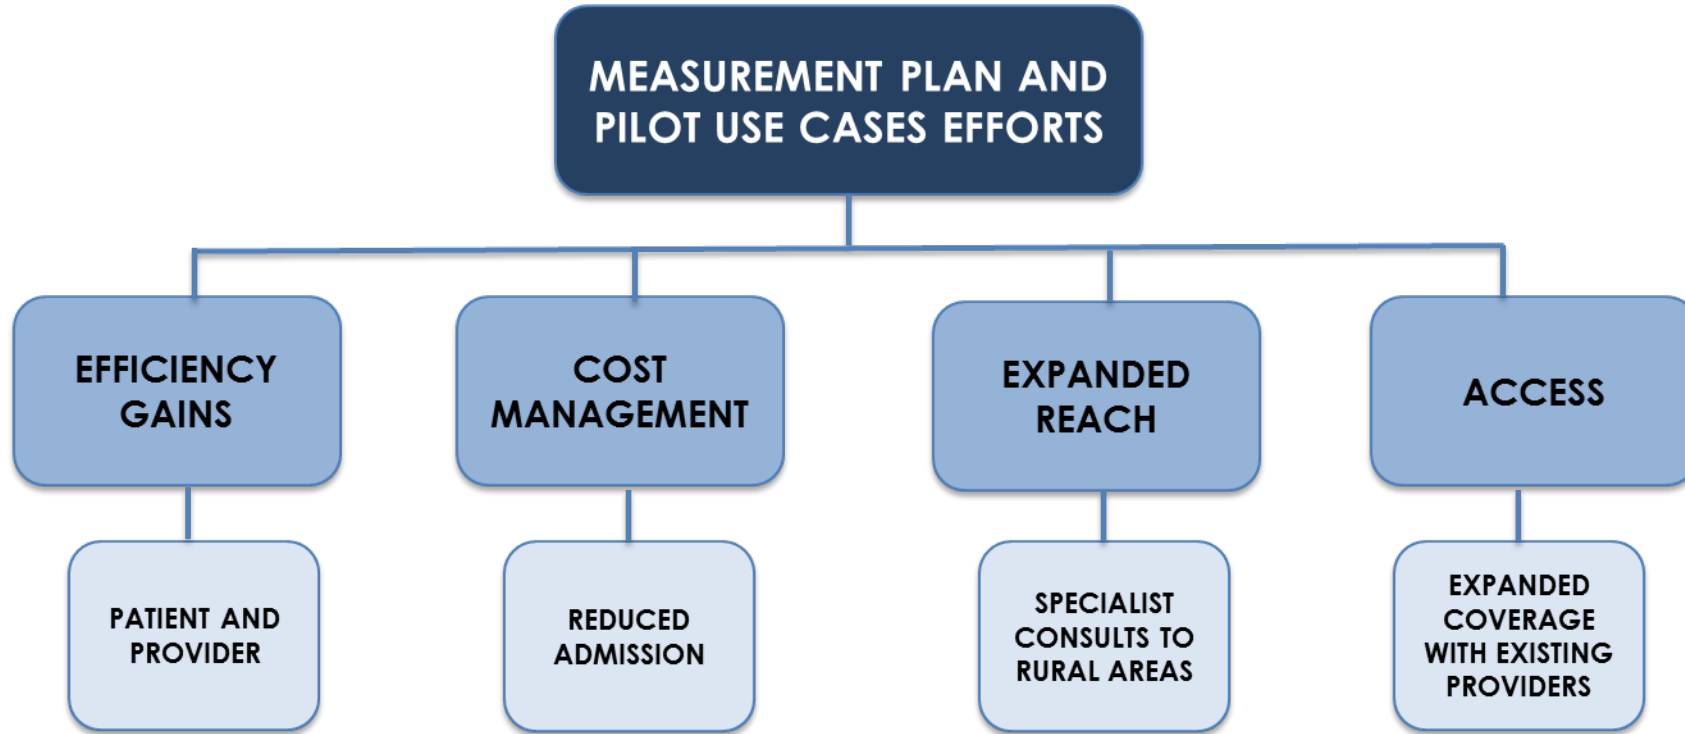 MEASUREMENT PLAN AND
PILOT USE CASES EFFORTS
EFFICIENCY
GAINS
COST
MANAGEMENT
EXPANDED
REACH
ACCESS
PATIENT AND
PROVIDER
REDUCED
ADMISSION
SPECIALIST
CONSULTS TO
RURAL AREAS
EXPANDED
COVERAGE
WITH EXISTING
PROVIDERS